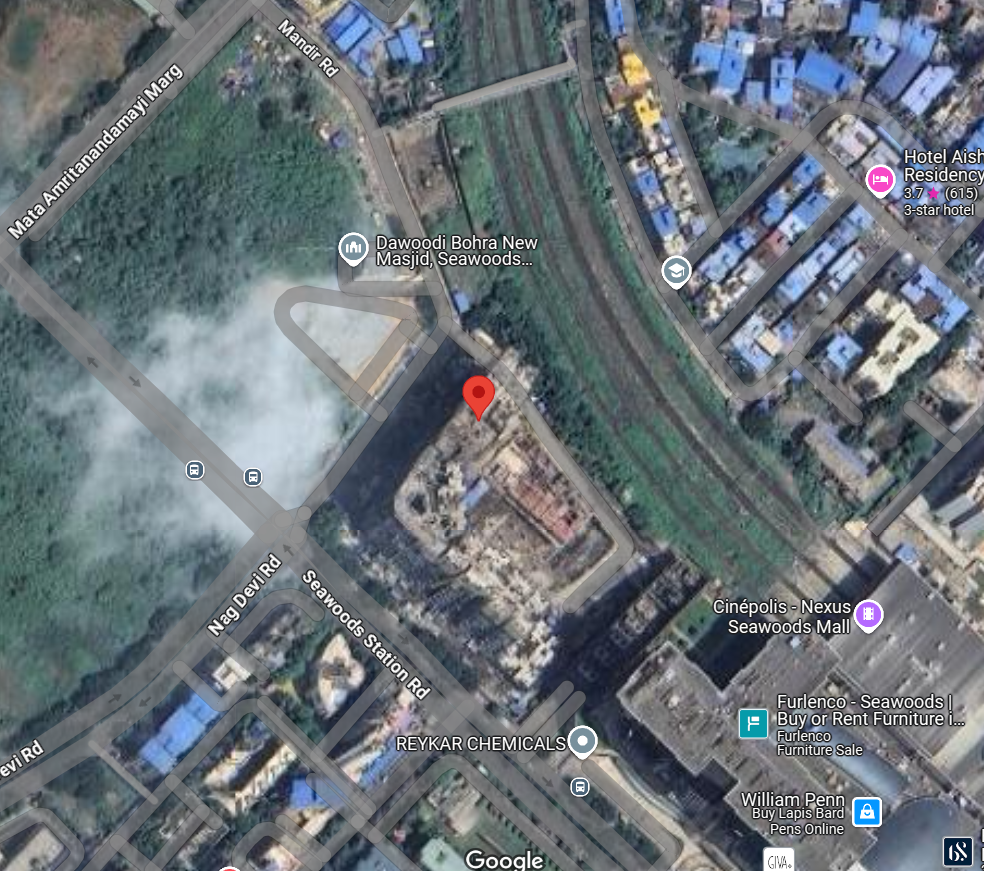 Mandir Rd
Mata Amritanandamayi Marg
Hotel Aish
Residency
3.7 ★ (615)
3-star hotel
Dawoodi Bohra New
Masjid, Seawoods...
Nag Devi Rd
Seawoods Station Rd
Cinépolis - Nexus
Seawoods Mall
Furlenco - Seawoods |
Buy or Rent Furniture i...
Furlenco
Furniture Sale
evi Rd
REYKAR CHEMICALS
William Penn
Buy Lapis Bard
Pens Online
Google
GIVA